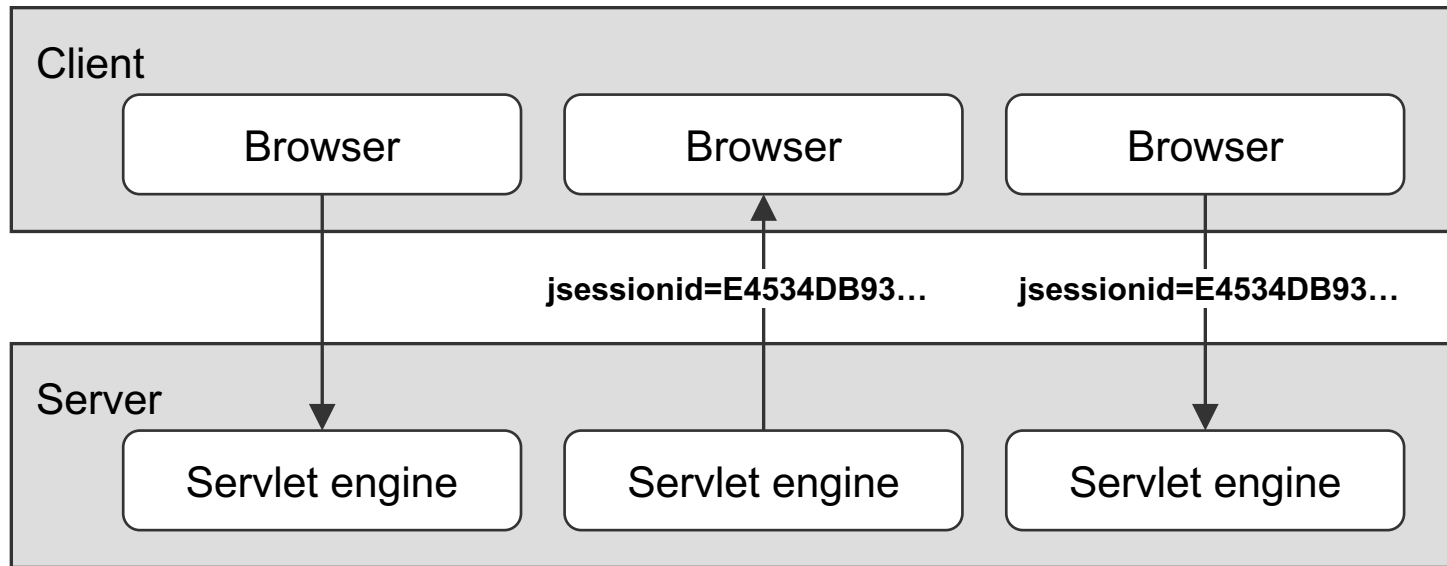 Client
Browser
Browser
Browser
jsessionid=E4534DB93…
jsessionid=E4534DB93…
Server
Servlet engine
Servlet engine
Servlet engine